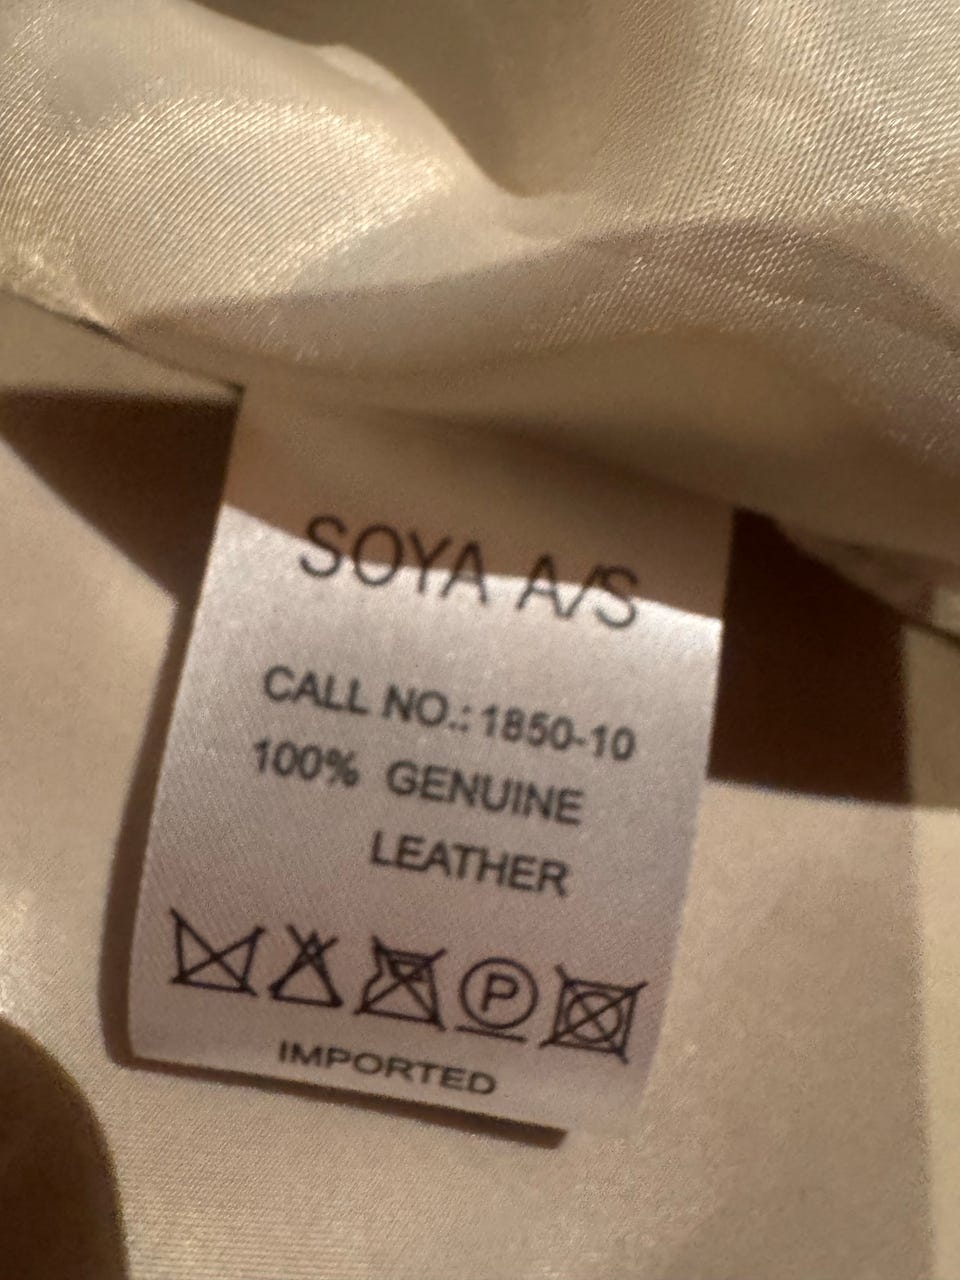 SOYA A/S
CALL NO.: 1850-10
100% GENUINE
LEATHER
P
IMPORTED